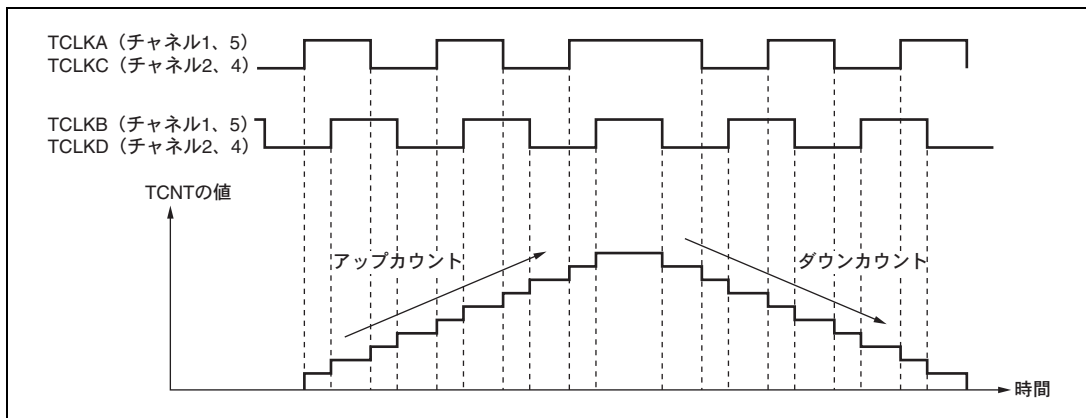 TCLKA（チャネル1、5）
TCLKC（チャネル2、4）
TCLKB（チャネル1、5）
TCLKD（チャネル2、4）
TCNTの値
アップカウント
ダウンカウント
時間